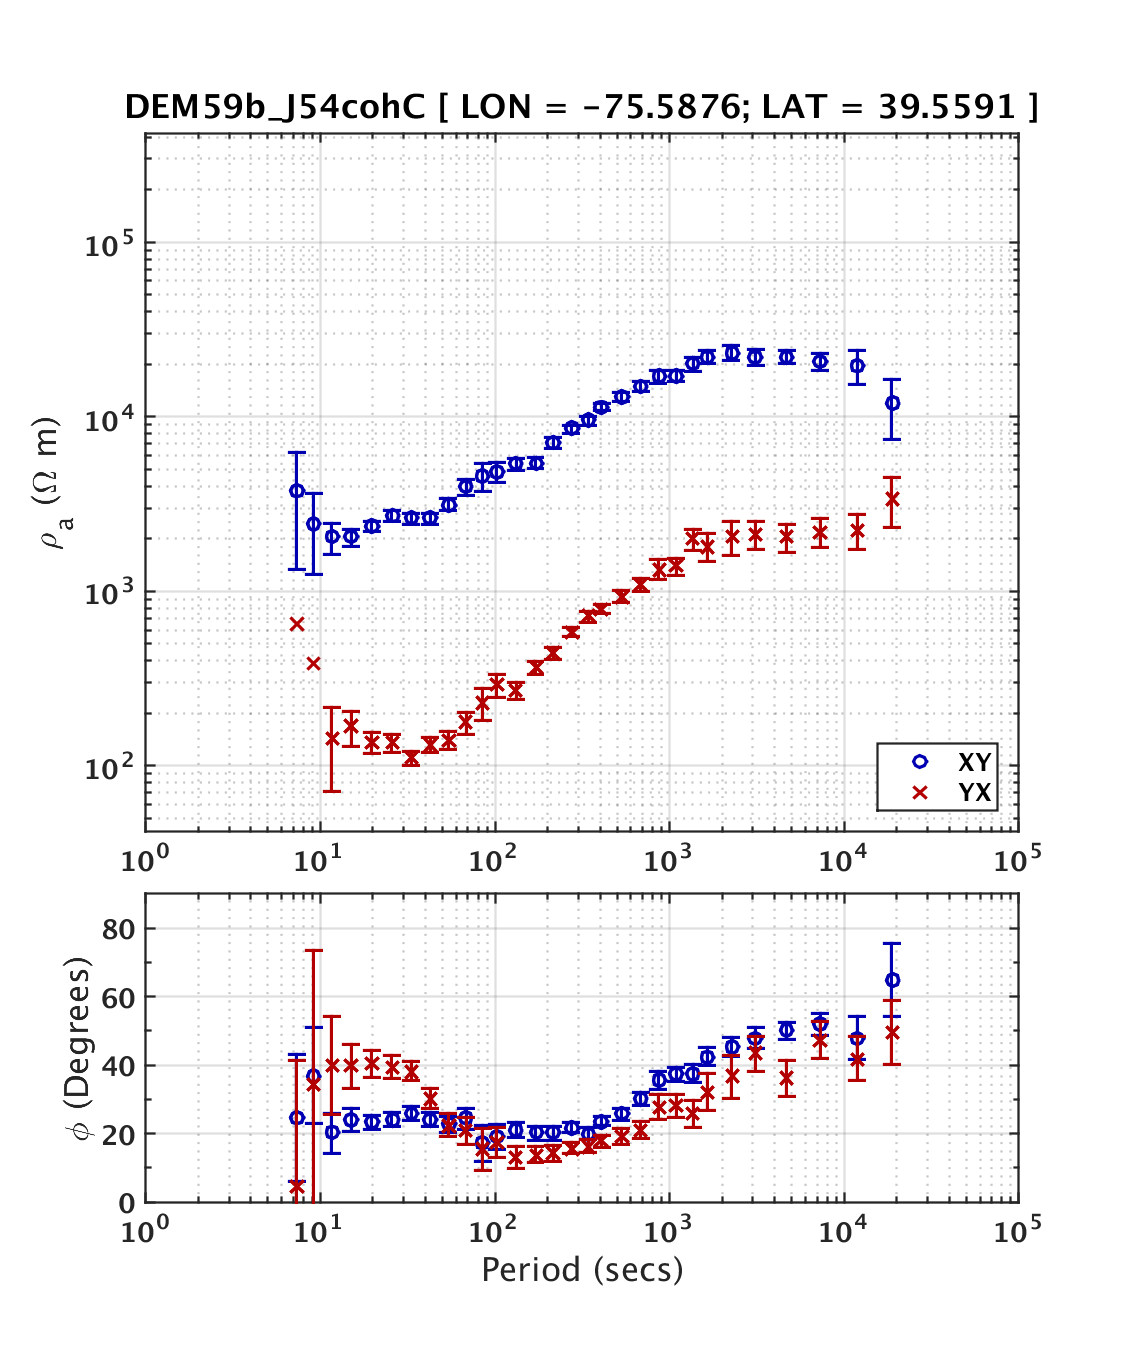 DEM59b_J54cohC [ LON = -75.5876; LAT = 39.5591 ]
ρa (Ω m)
10^5
10^4
10^3
10^2
XY
YX
10^0 10^1 10^2 10^3 10^4 10^5
ϕ (Degrees)
80
60
40
20
0
10^0 10^1 10^2 10^3 10^4 10^5
Period (secs)